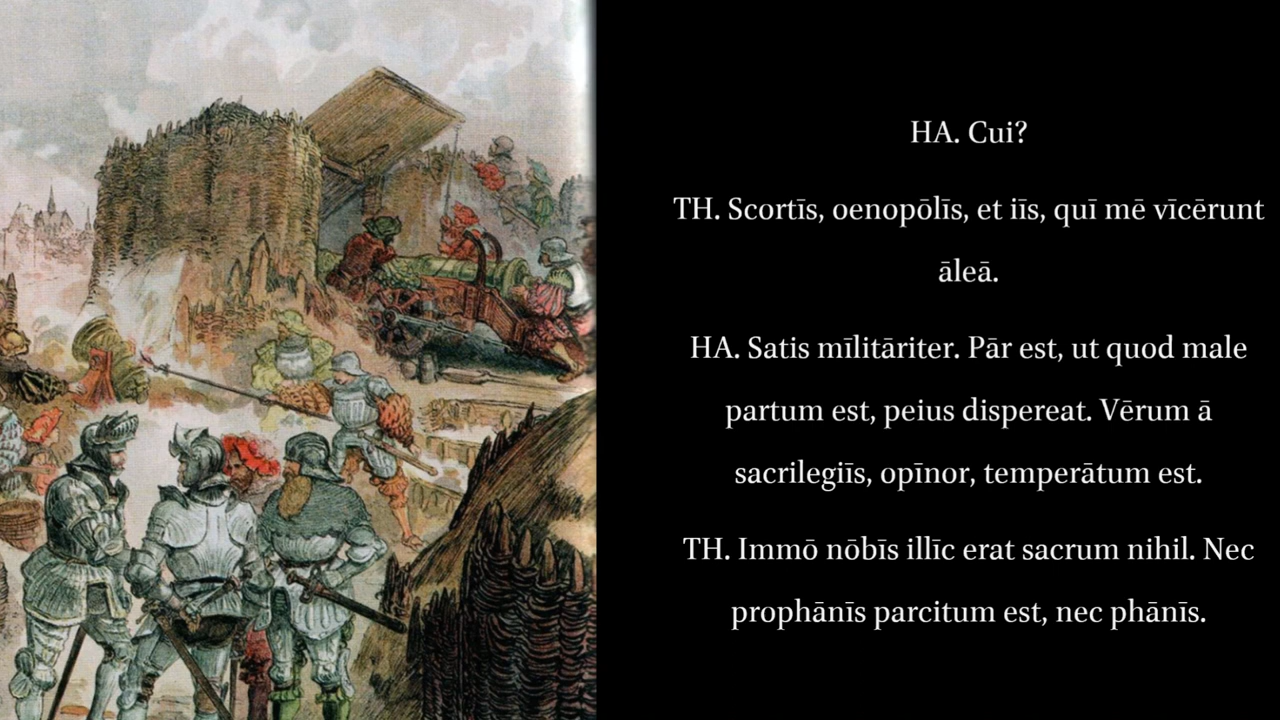 HA. Cui?
TH. Scortīs, oenopōlīs, et iīs, quī mē vīcērunt
āleā.
HA. Satis mīlitāriter. Pār est, ut quod male
partum est, peius dispereat. Vērum ā
sacrilegiīs, opīnor, temperātum est.
TH. Immō nōbīs illīc erat sacrum nihil. Nec
prophānīs parcitum est, nec phānīs.